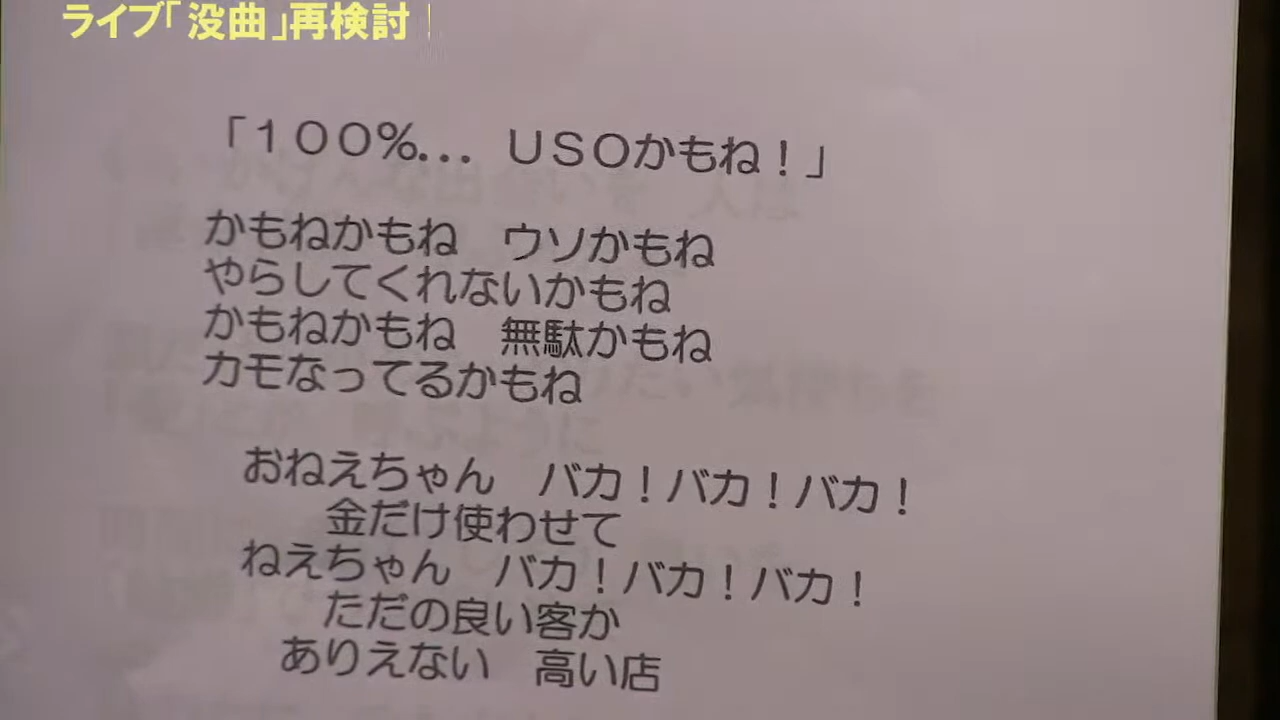 ライブ「没曲」再検討！
「１００％... ＵＳＯかもね！」
かもねかもね　ウソかもね
やらしてくれないかもね
かもねかもね　無駄かもね
カモなってるかもね
おねえちゃん　バカ！バカ！バカ！
金だけ使わせて
ねえちゃん　バカ！バカ！バカ！
ただの良い客か
ありえない　高い店